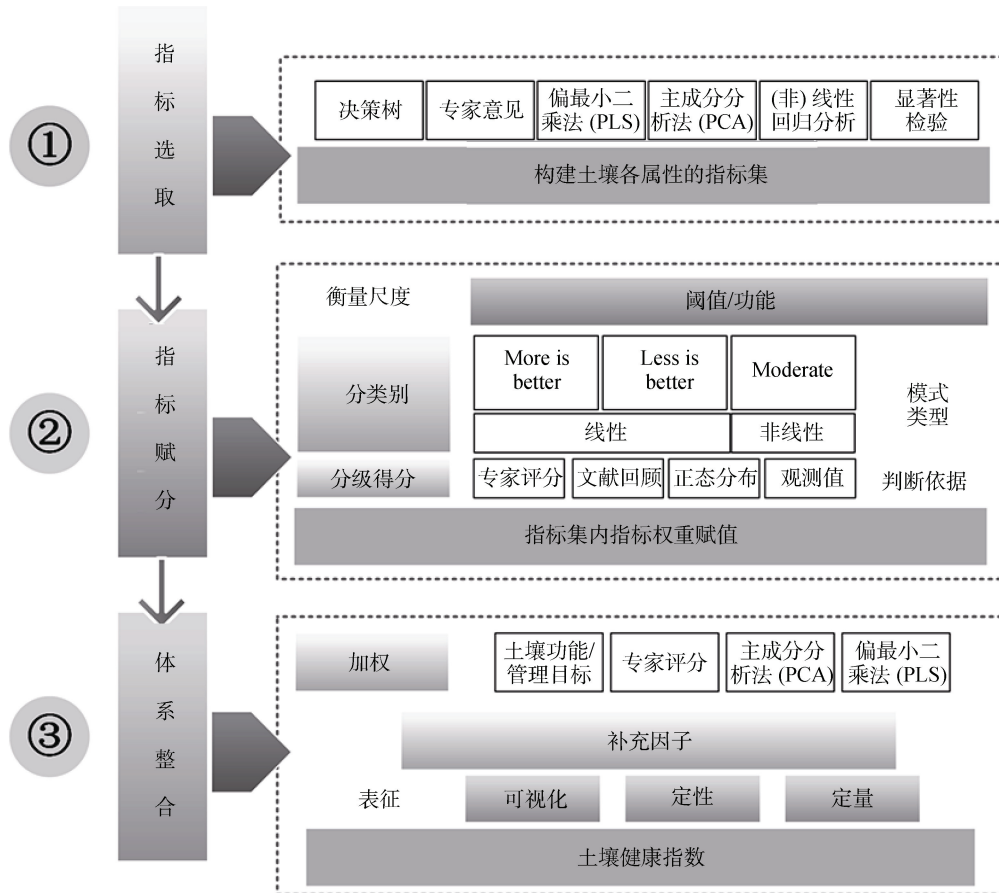 ①
指标选取
决策树
专家意见
偏最小二
乘法 (PLS)
主成分分
析法 (PCA)
(非) 线性
回归分析
显著性
检验
构建土壤各属性的指标集
②
指标赋分
衡量尺度
阈值/功能
分类别
More is
better
Less is
better
Moderate
模式
类型
线性
非线性
分级得分
专家评分
文献回顾
正态分布
观测值
判断依据
指标集内指标权重赋值
③
体系整合
加权
土壤功能/
管理目标
专家评分
主成分分
析法 (PCA)
偏最小二
乘法 (PLS)
补充因子
表征
可视化
定性
定量
土壤健康指数